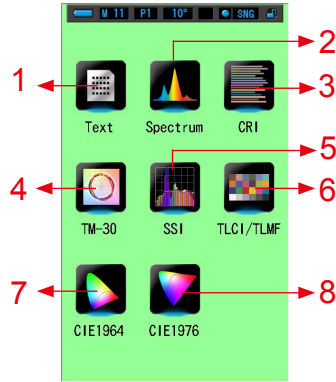 M 11 P1 10° SNG
1 2 3
Text Spectrum CRI
4 5 6
TM-30 SSI TLCI/TLMF
7 8
CIE1964 CIE1976